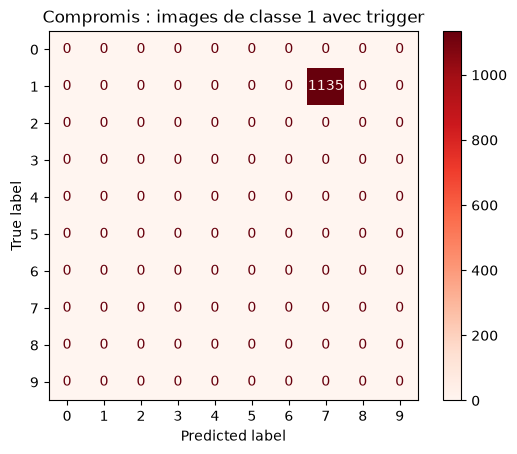 Compromis : images de classe 1 avec trigger
0 0 0 0 0 0 0 0 0 0 0
1 0 0 0 0 0 0 0 1135 0 0
2 0 0 0 0 0 0 0 0 0 0
3 0 0 0 0 0 0 0 0 0 0
4 0 0 0 0 0 0 0 0 0 0
5 0 0 0 0 0 0 0 0 0 0
6 0 0 0 0 0 0 0 0 0 0
7 0 0 0 0 0 0 0 0 0 0
8 0 0 0 0 0 0 0 0 0 0
9 0 0 0 0 0 0 0 0 0 0
0 1 2 3 4 5 6 7 8 9
True label
Predicted label
1000
800
600
400
200
0